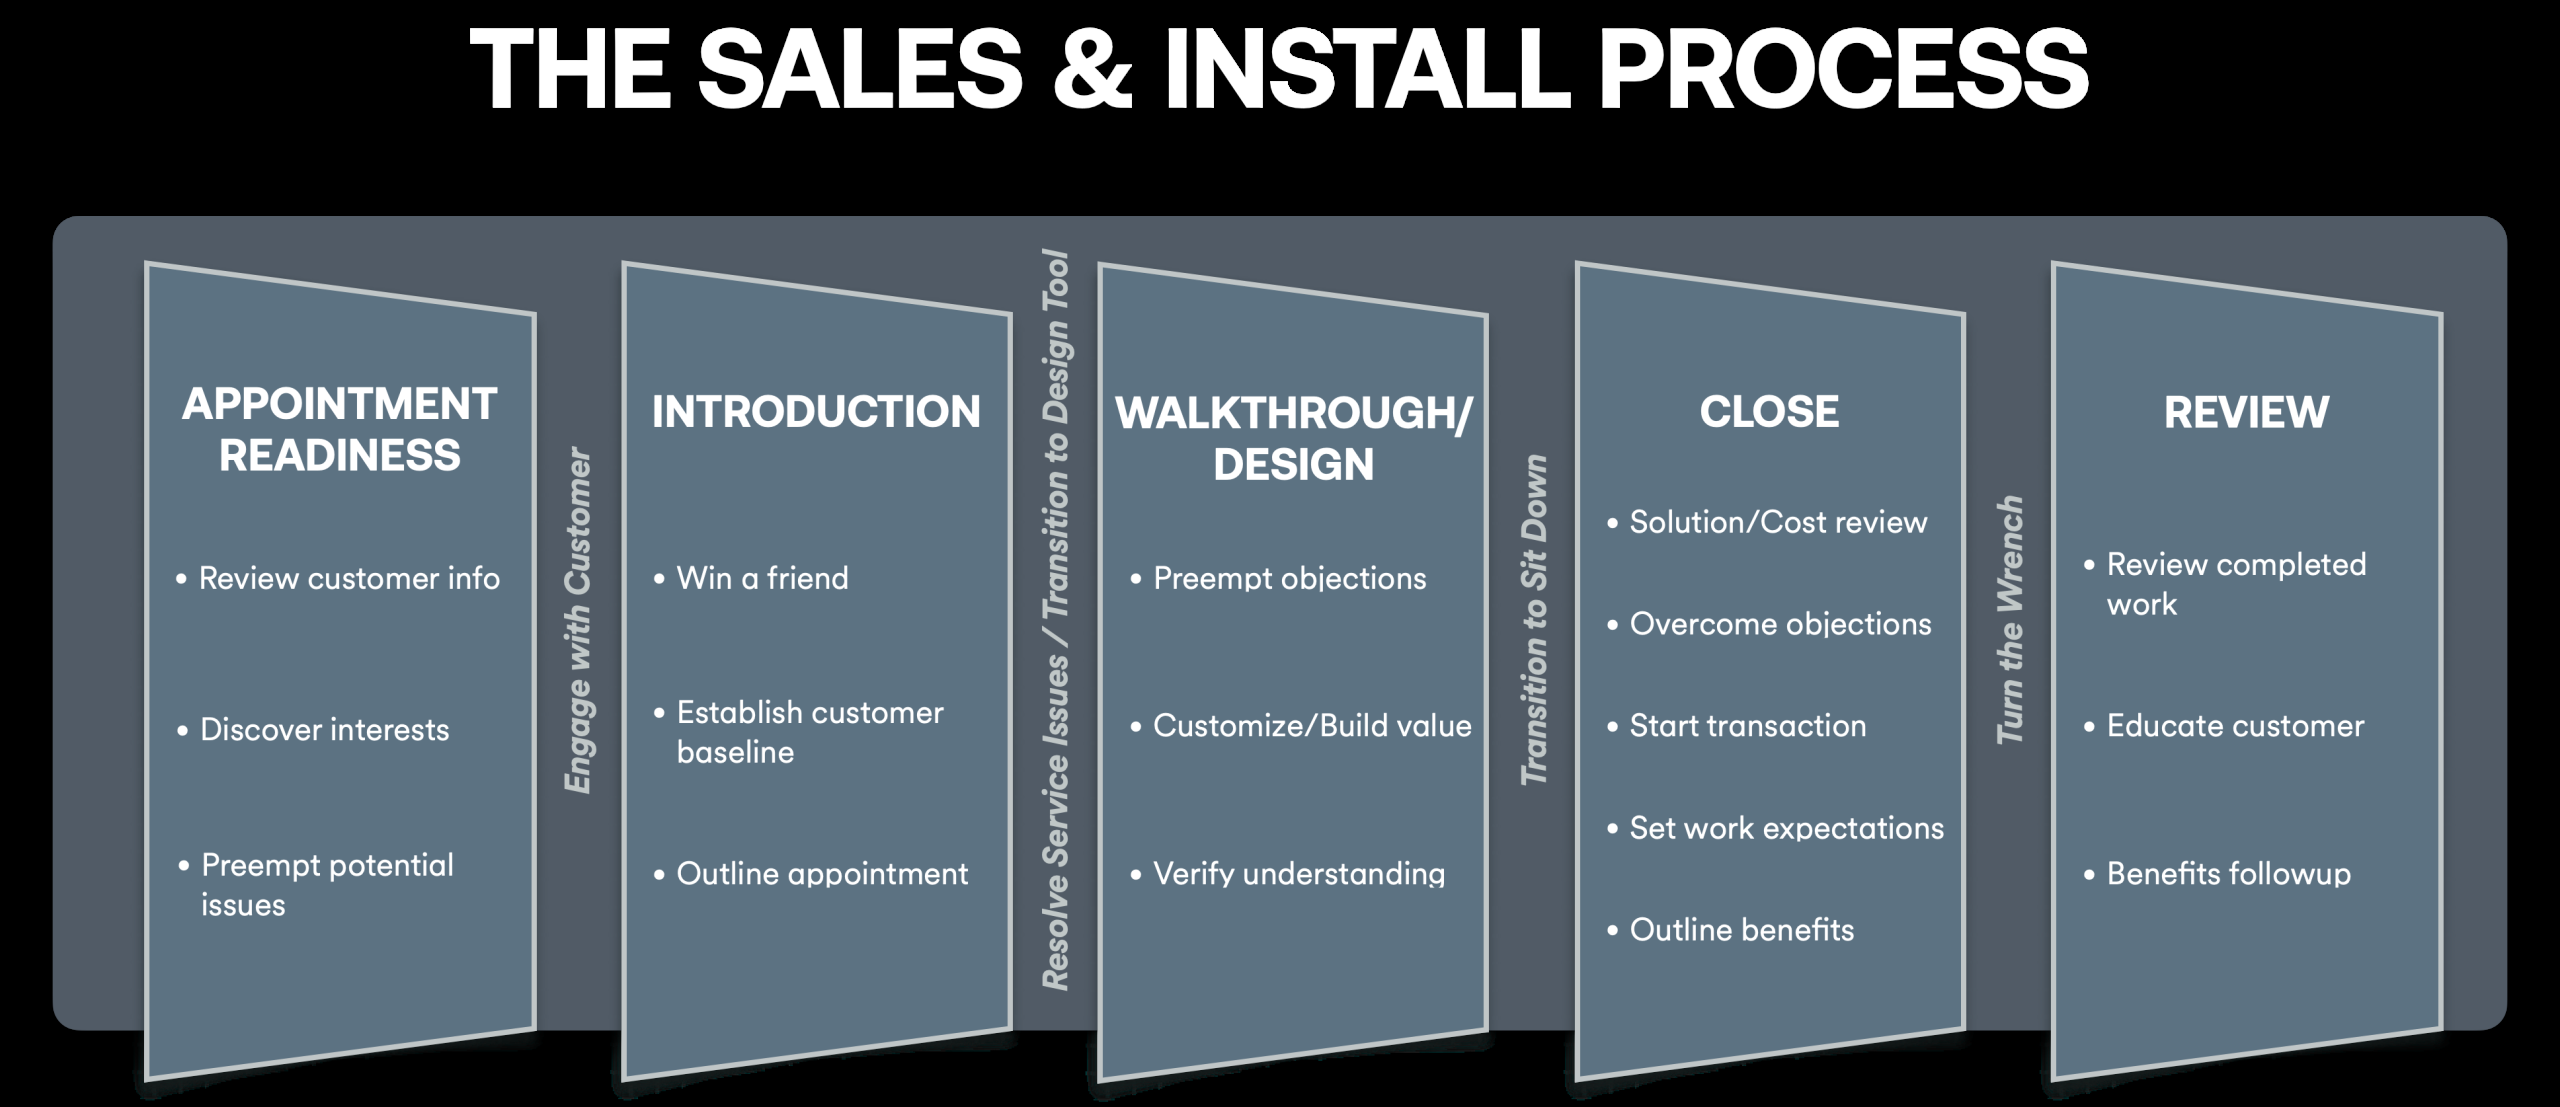 THE SALES & INSTALL PROCESS
APPOINTMENT
READINESS
• Review customer info
• Discover interests
• Preempt potential
issues
Engage with Customer
INTRODUCTION
• Win a friend
• Establish customer
baseline
• Outline appointment
Resolve Service Issues / Transition to Design Tool
WALKTHROUGH/
DESIGN
• Preempt objections
• Customize/Build value
• Verify understanding
Transition to Sit Down
CLOSE
• Solution/Cost review
• Overcome objections
• Start transaction
• Set work expectations
• Outline benefits
Turn the Wrench
REVIEW
• Review completed
work
• Educate customer
• Benefits followup